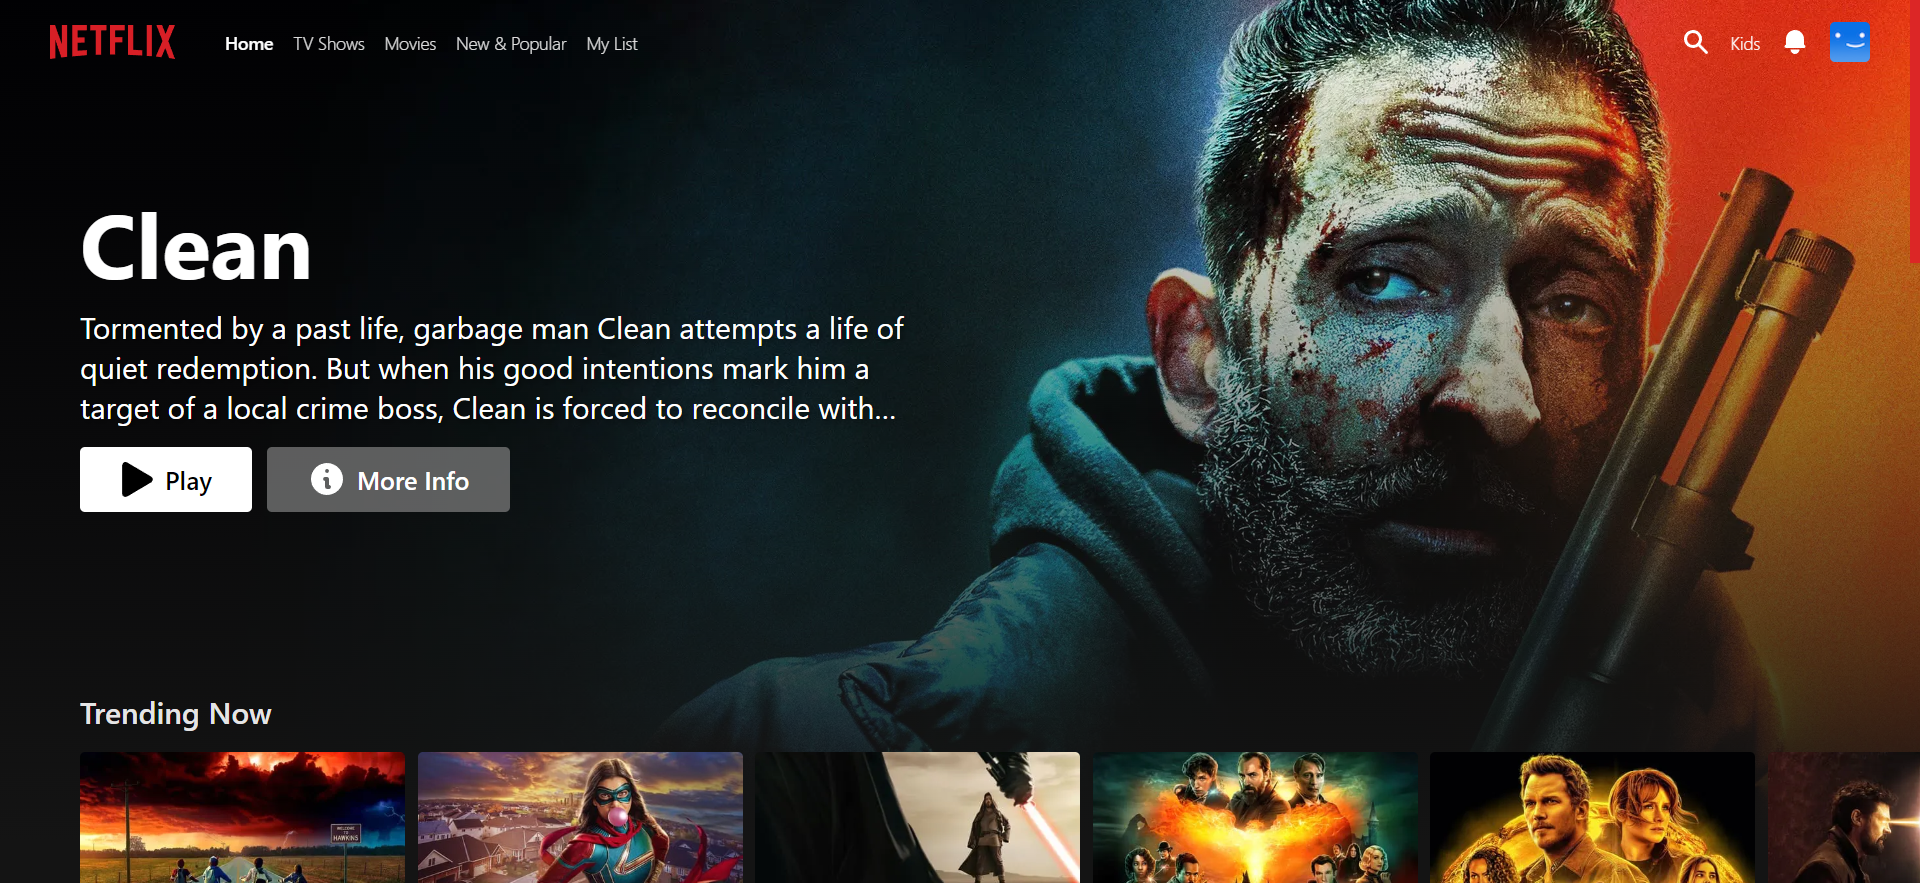 NETFLIX
Home TV Shows Movies New & Popular My List
Kids
Clean
Tormented by a past life, garbage man Clean attempts a life of
quiet redemption. But when his good intentions mark him a
target of a local crime boss, Clean is forced to reconcile with...
Play
More Info
Trending Now
WELCOME
TO
HAWKINS